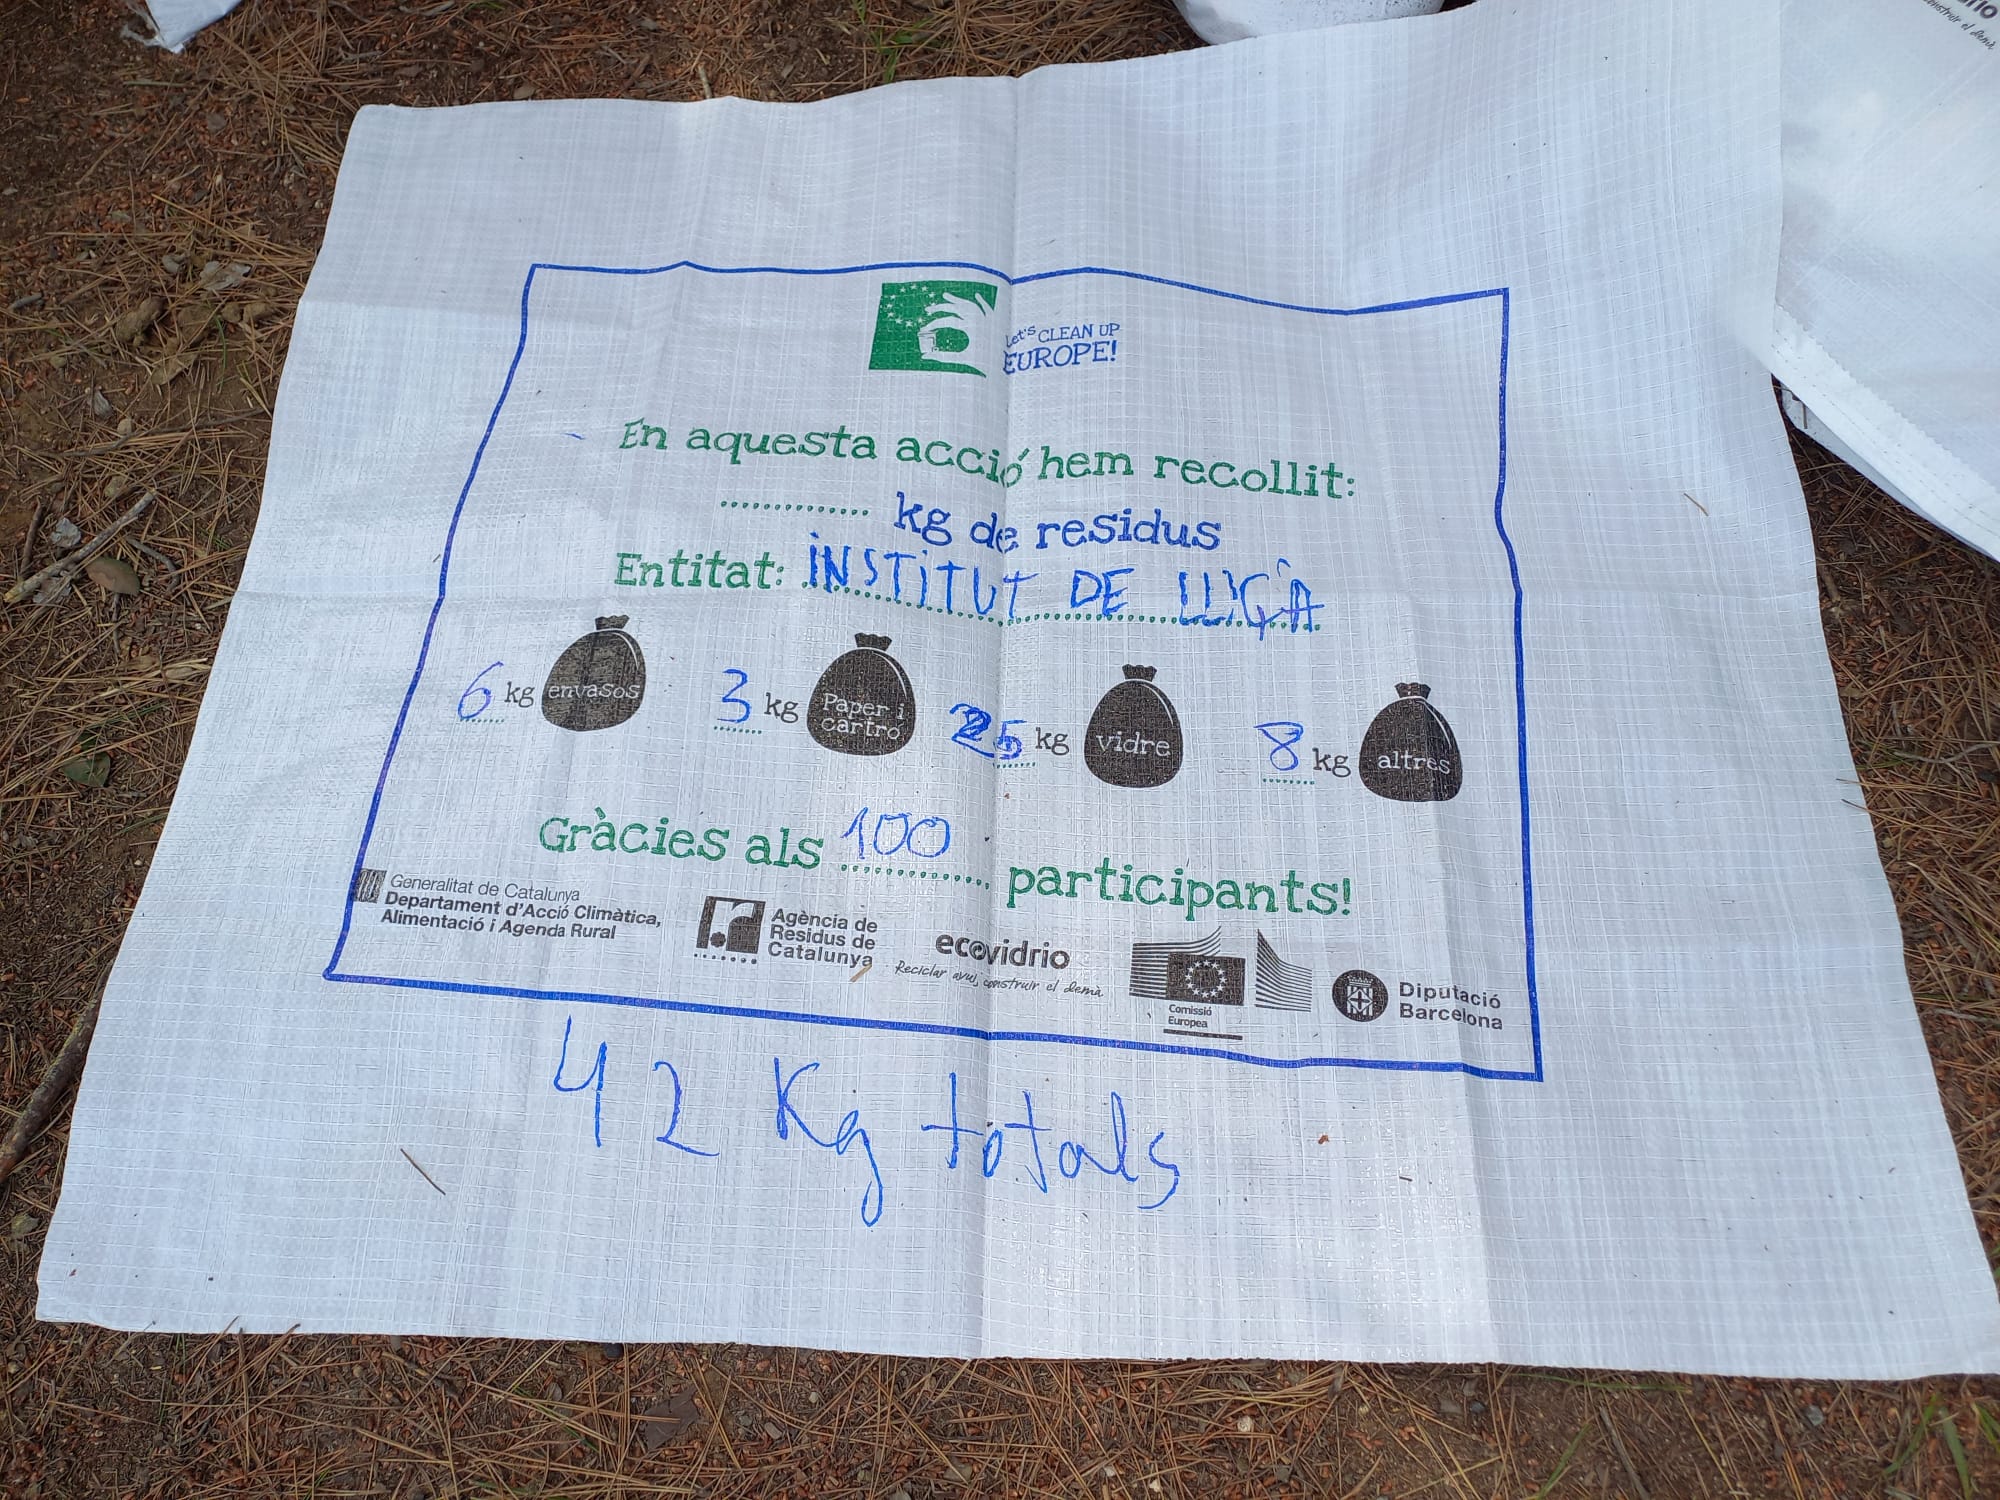 Let's CLEAN UP
EUROPE!
En aquesta acció hem recollit:
.............. kg de residus
Entitat: INSTITUT DE LLIÇÀ
6 kg envasos
3 kg Paper i cartró
25 kg vidre
8 kg altres
Gràcies als 100 participants!
Generalitat de Catalunya
Departament d'Acció Climàtica,
Alimentació i Agenda Rural
Agència de
Residus de
Catalunya
ecovidrio
Reciclar avui, construir el demà
Comissió
Europea
Diputació
Barcelona
42 Kg totals
construir el demà